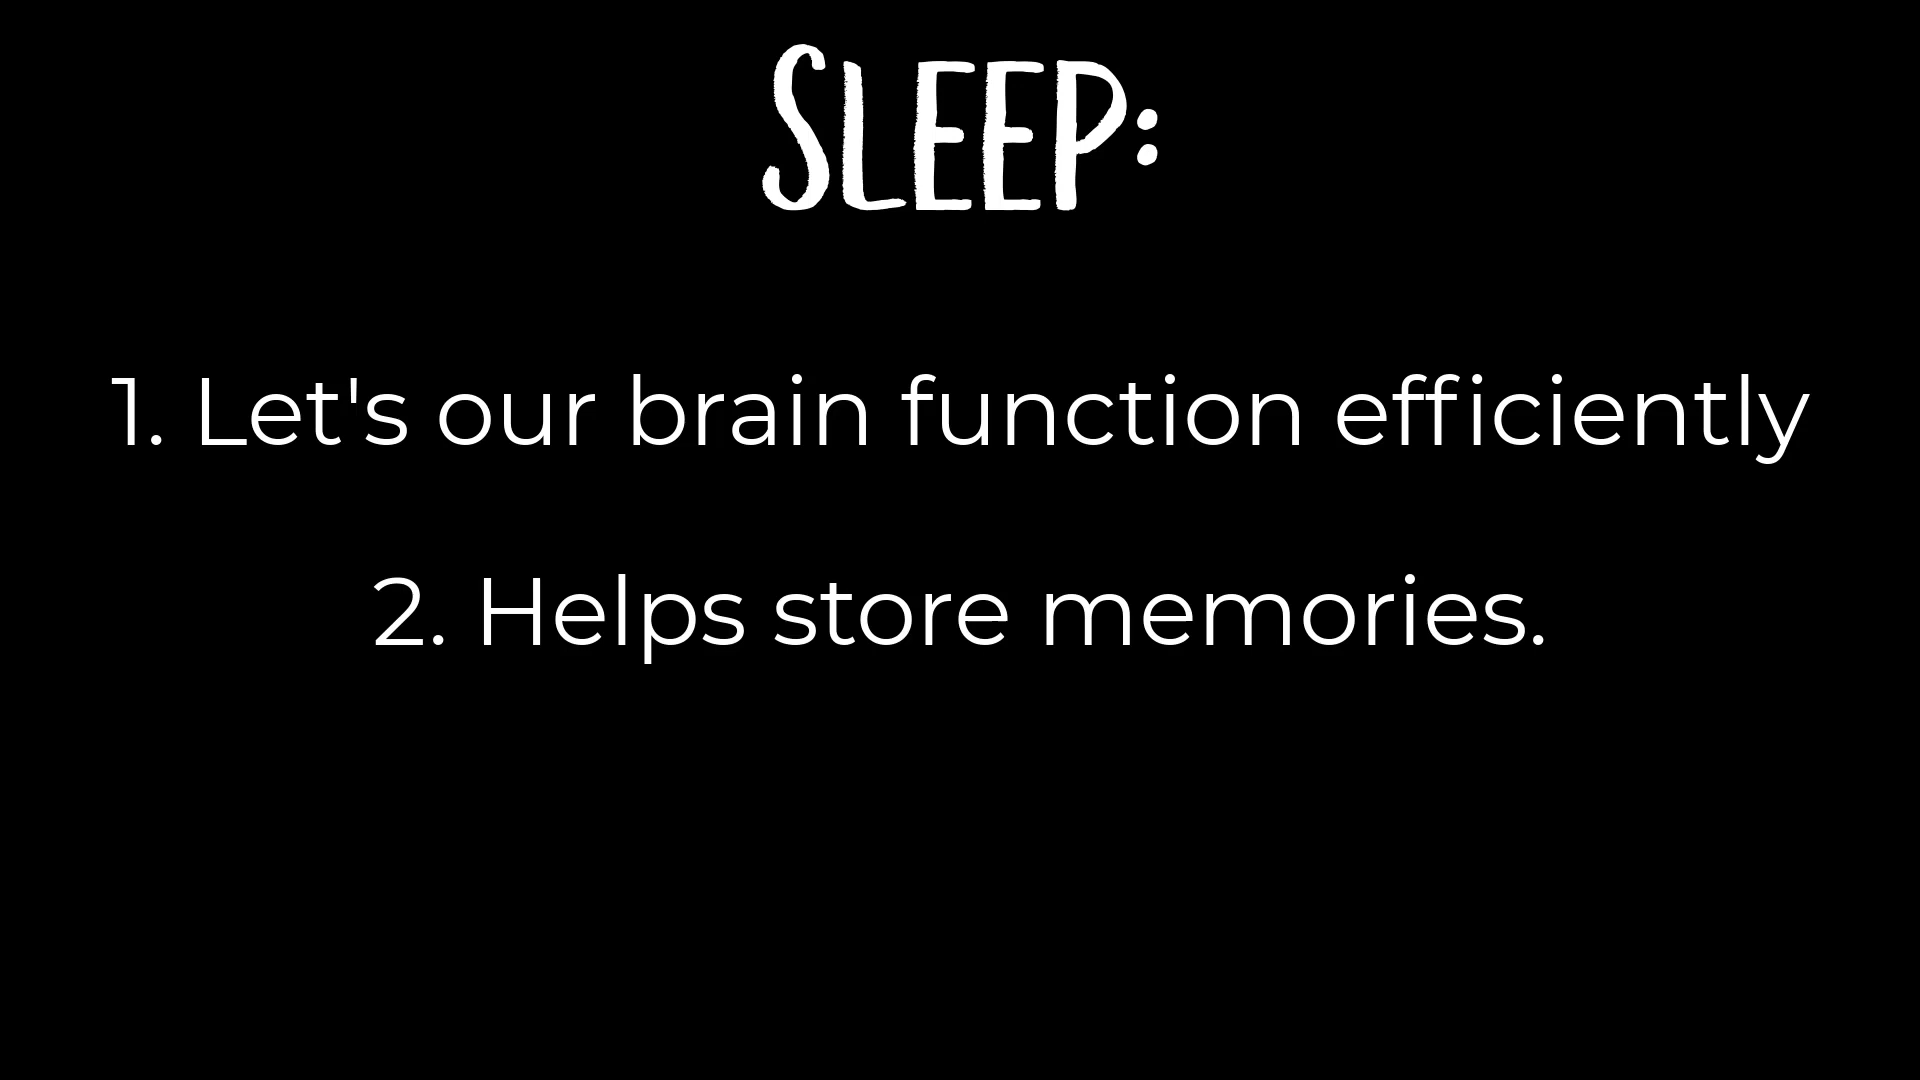 SLEEP:
1. Let's our brain function efficiently
2. Helps store memories.